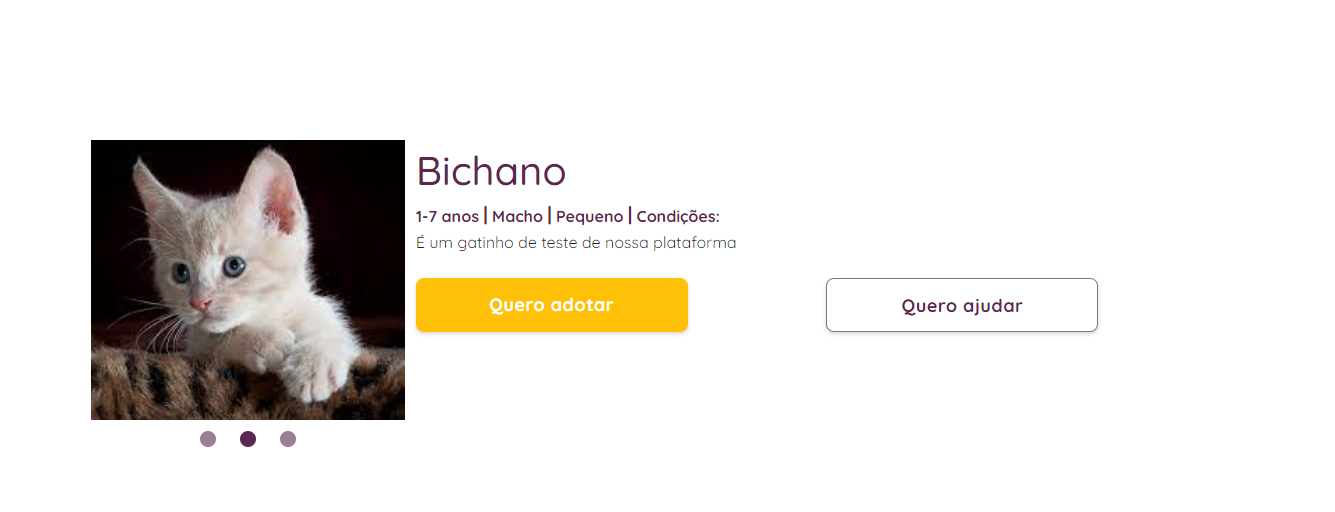 Bichano
1-7 anos | Macho | Pequeno | Condições:
É um gatinho de teste de nossa plataforma
Quero adotar
Quero ajudar